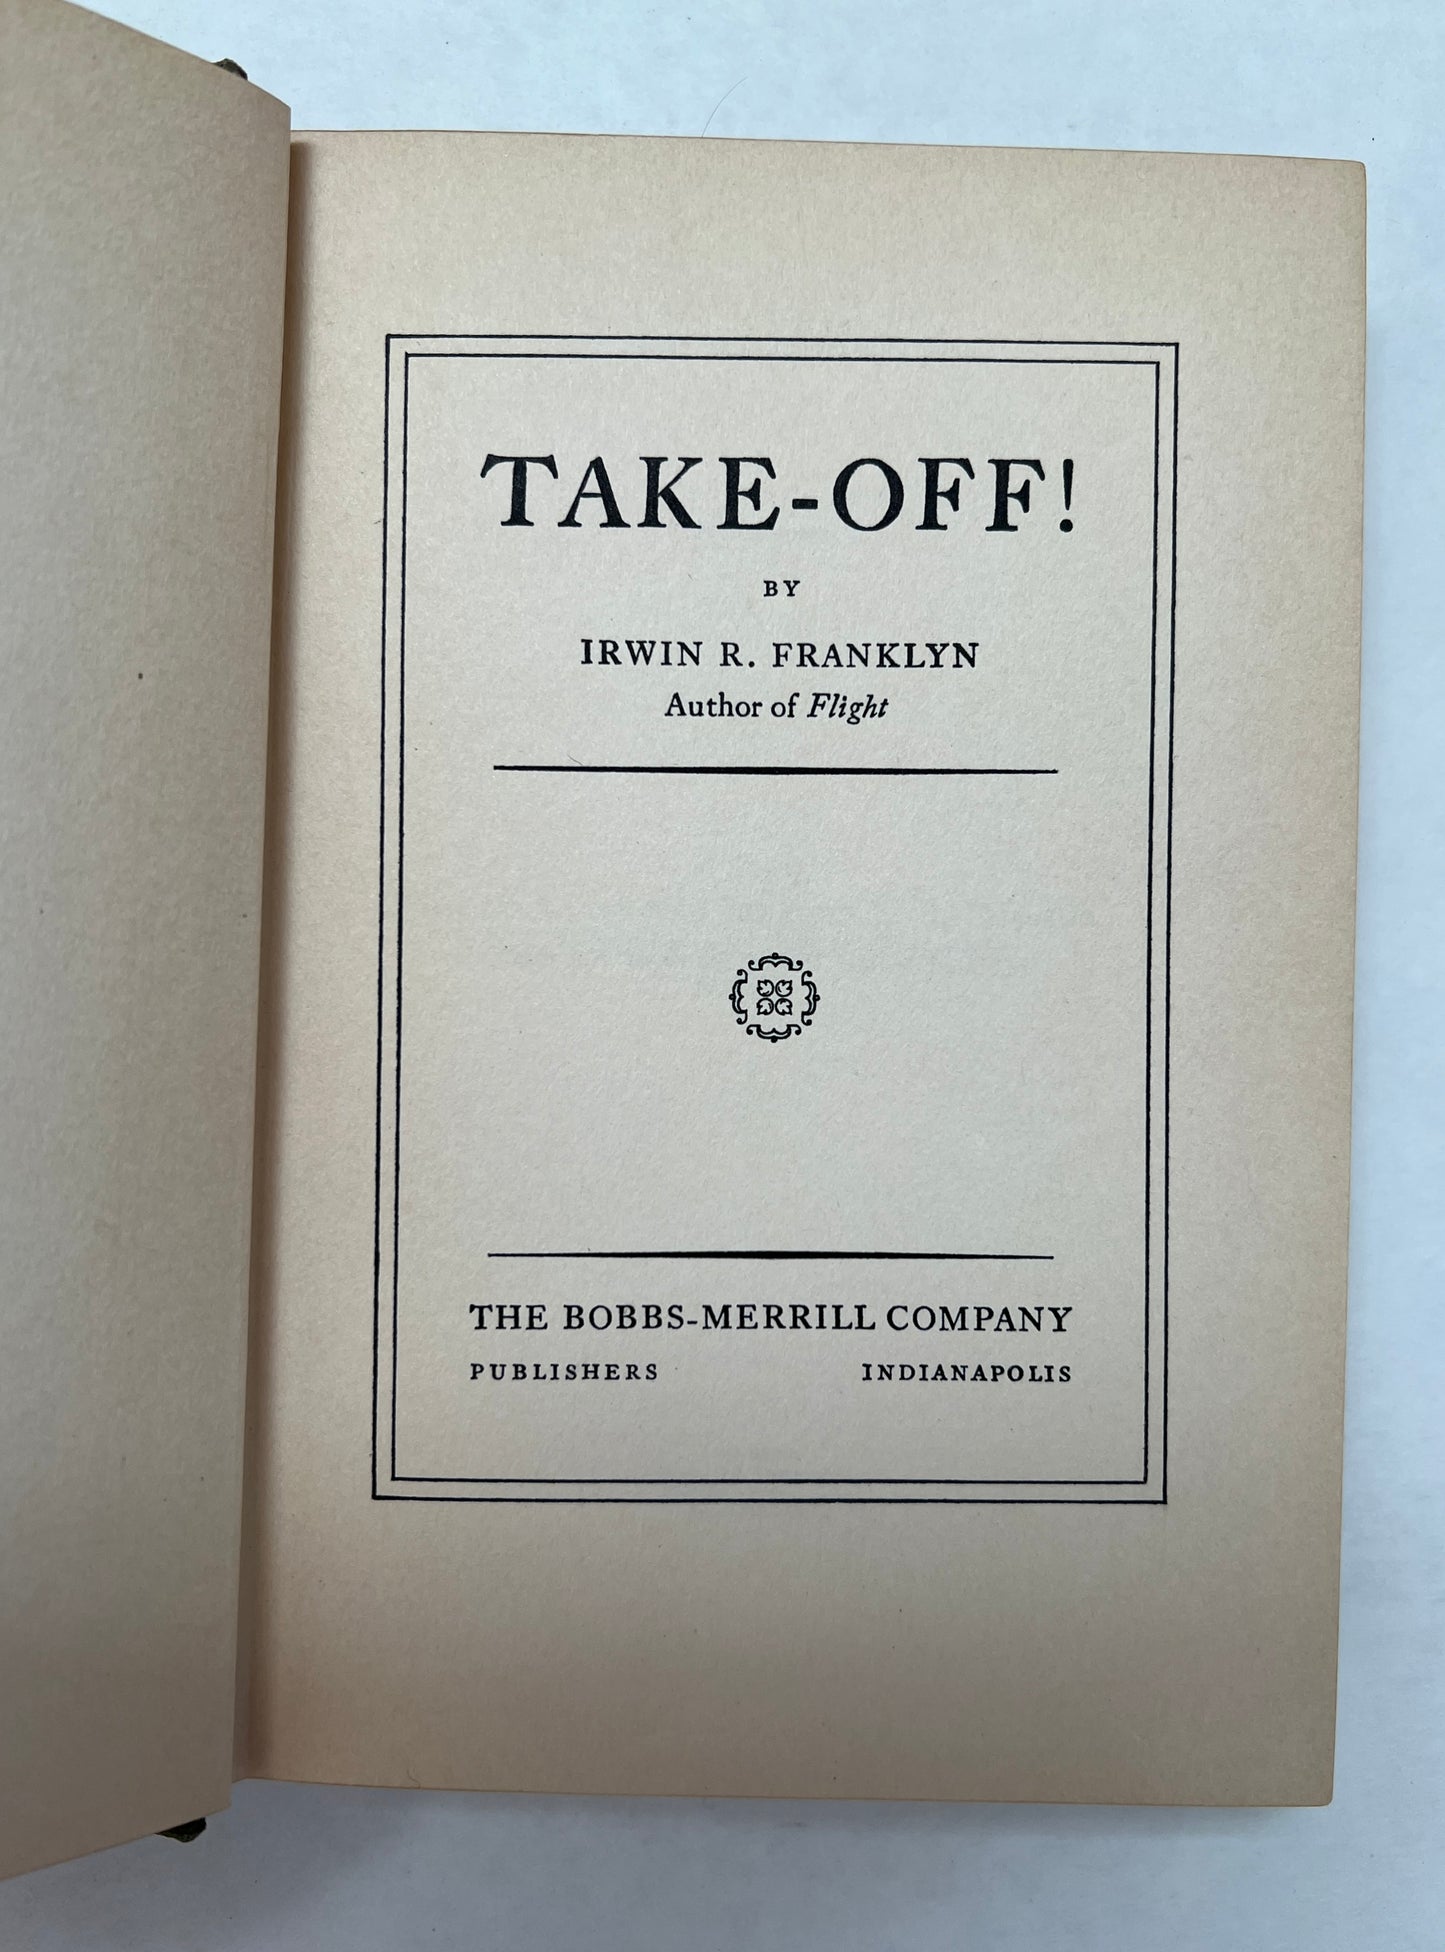 TAKE-OFF!
BY
IRWIN R. FRANKLYN
Author of Flight
THE BOBBS-MERRILL COMPANY
PUBLISHERS INDIANAPOLIS